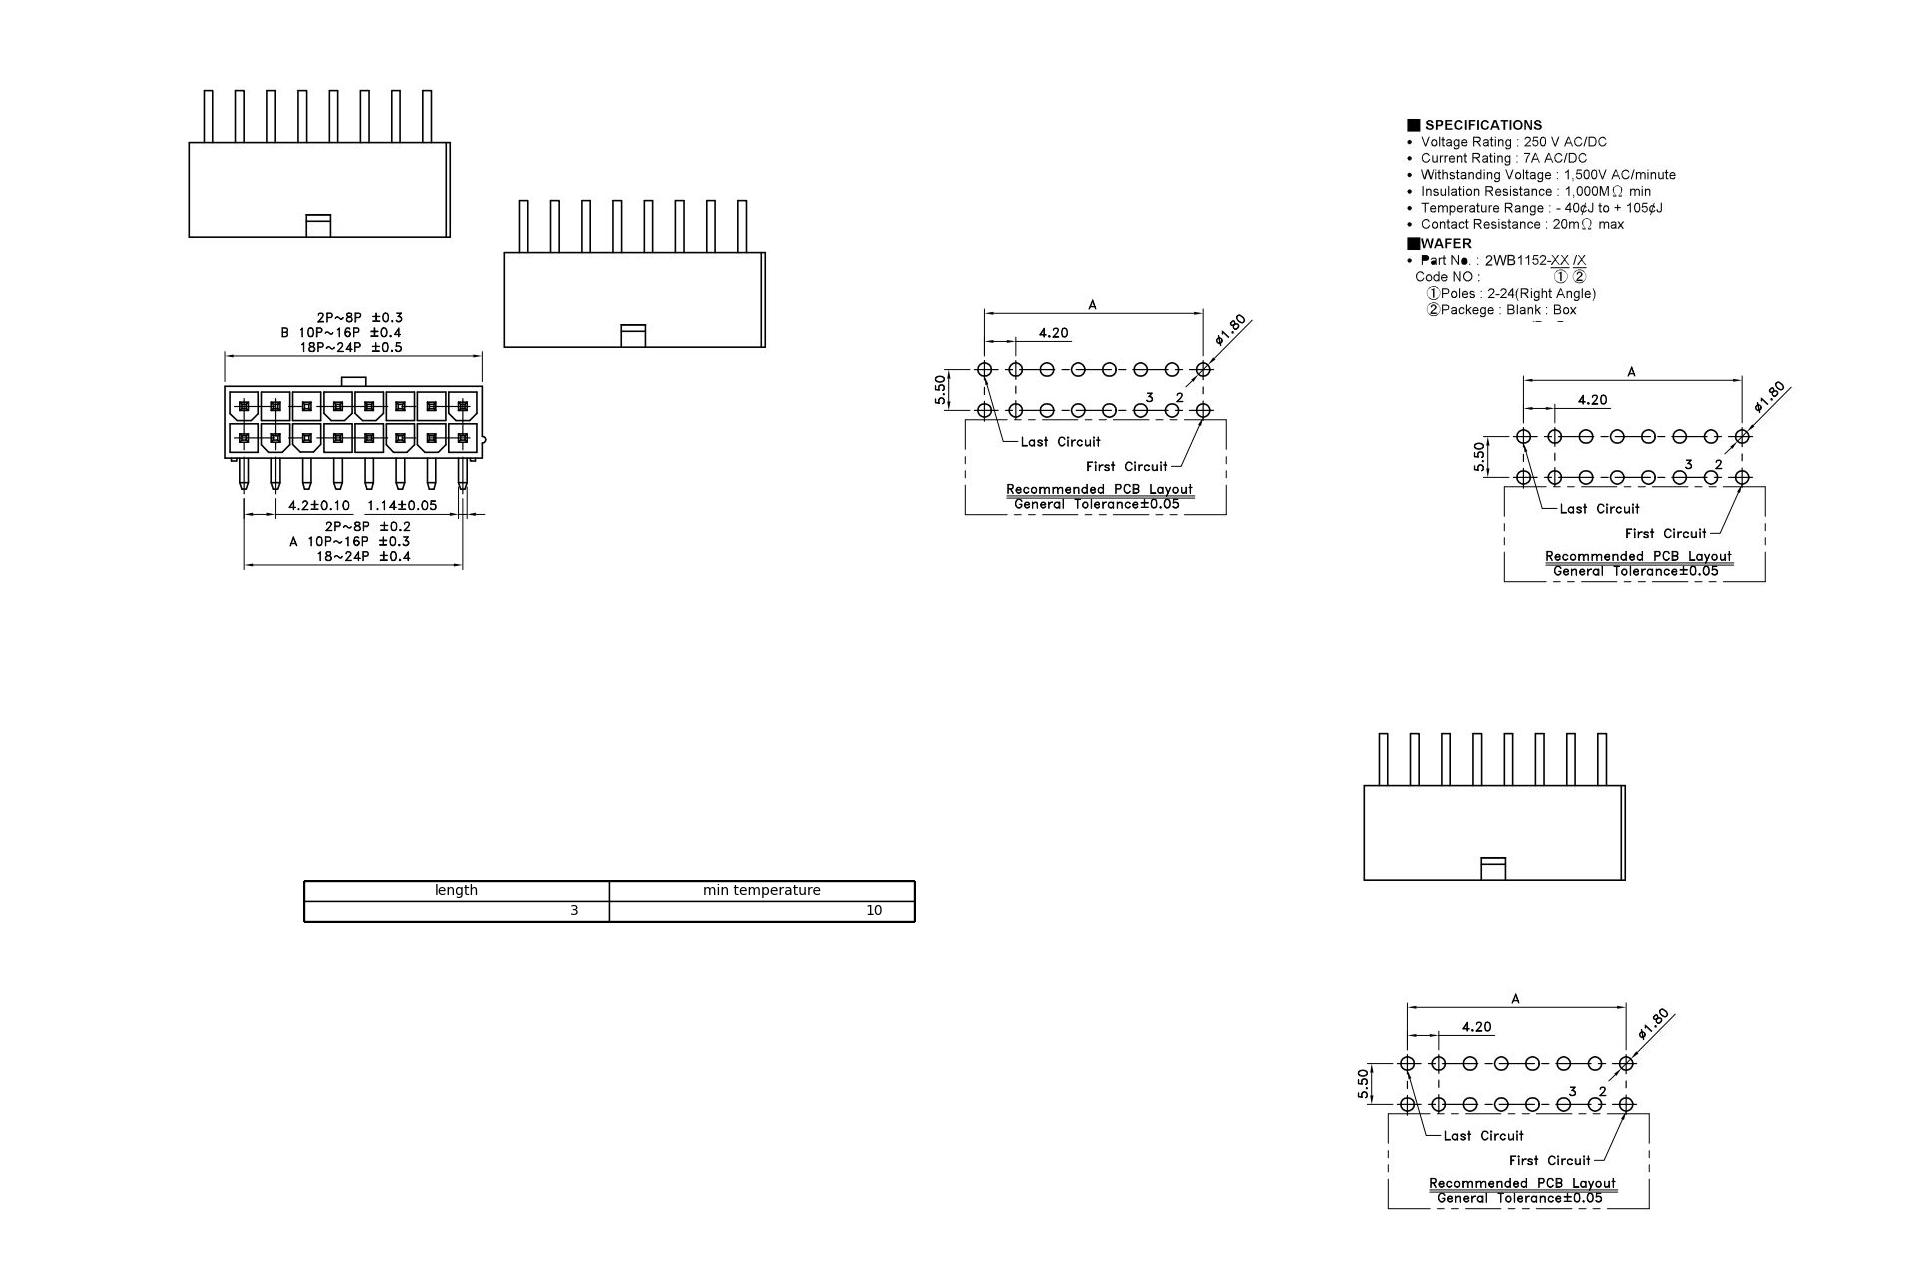 ■ SPECIFICATIONS
• Voltage Rating : 250 V AC/DC
• Current Rating : 7A AC/DC
• Withstanding Voltage : 1,500V AC/minute
• Insulation Resistance : 1,000MΩ min
• Temperature Range : - 40¢J to + 105¢J
• Contact Resistance : 20mΩ max
■WAFER
• Part No. : 2WB1152-XX /X
Code NO : ① ②
①Poles : 2-24(Right Angle)
②Packege : Blank : Box
2P~8P ±0.3
B 10P~16P ±0.4
18P~24P ±0.5
4.2±0.10 1.14±0.05
2P~8P ±0.2
A 10P~16P ±0.3
18~24P ±0.4
A
4.20
ø1.80
5.50
3 2
Last Circuit
First Circuit
Recommended PCB Layout
General Tolerance±0.05
A
4.20
ø1.80
5.50
3 2
Last Circuit
First Circuit
Recommended PCB Layout
General Tolerance±0.05
length min temperature
3 10
A
4.20
ø1.80
5.50
3 2
Last Circuit
First Circuit
Recommended PCB Layout
General Tolerance±0.05